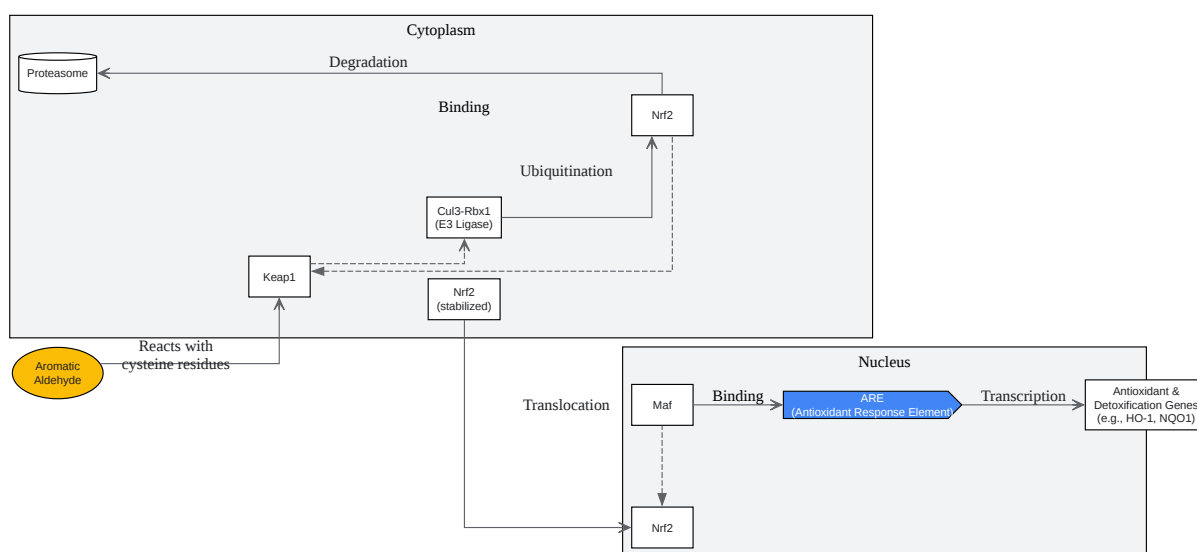 Cytoplasm
Proteasome
Degradation
Binding
Nrf2
Ubiquitination
Cul3-Rbx1
(E3 Ligase)
Keap1
Nrf2
(stabilized)
Reacts with
cysteine residues
Aromatic
Aldehyde
Nucleus
Translocation
Maf
Binding
ARE
(Antioxidant Response Element)
Transcription
Antioxidant &
Detoxification Genes
(e.g., HO-1, NQO1)
Nrf2